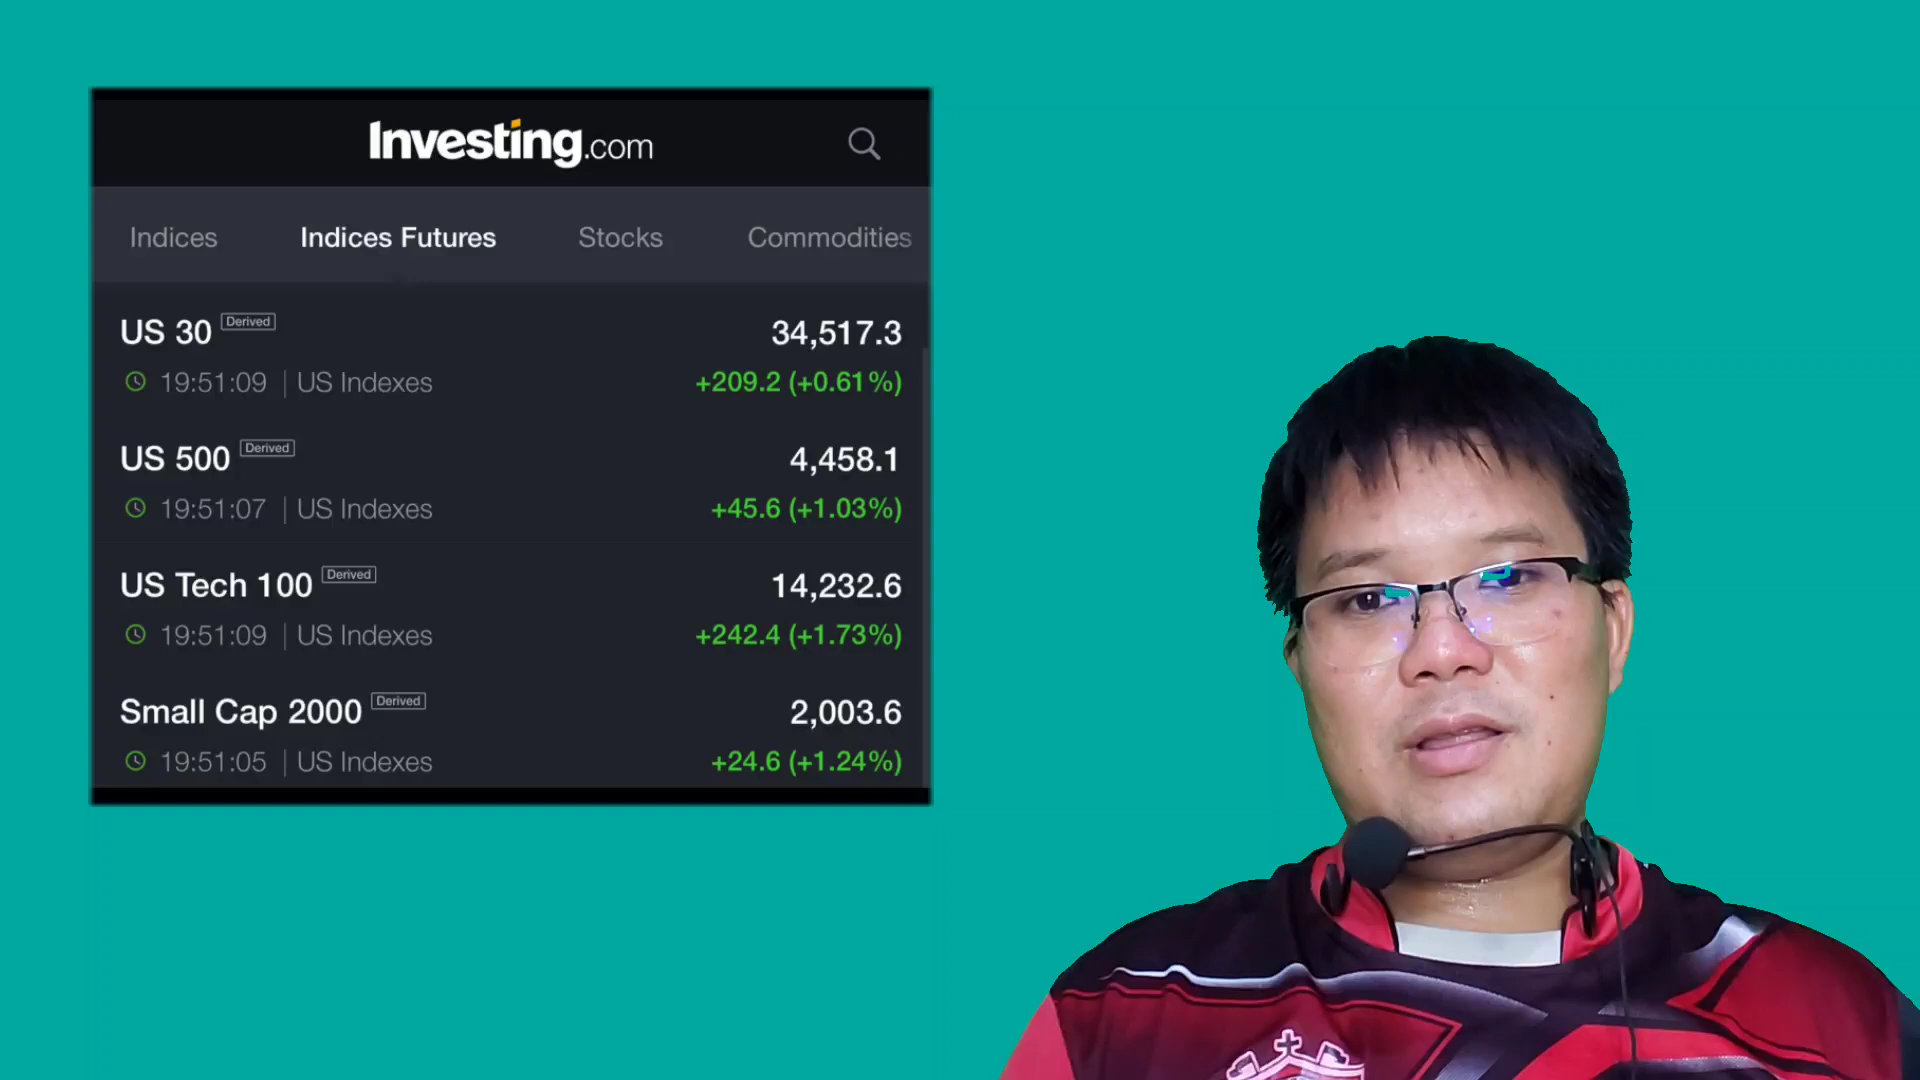 Investing.com
Indices Indices Futures Stocks Commodities
US 30 Derived 34,517.3
19:51:09 | US Indexes +209.2 (+0.61%)
US 500 Derived 4,458.1
19:51:07 | US Indexes +45.6 (+1.03%)
US Tech 100 Derived 14,232.6
19:51:09 | US Indexes +242.4 (+1.73%)
Small Cap 2000 Derived 2,003.6
19:51:05 | US Indexes +24.6 (+1.24%)